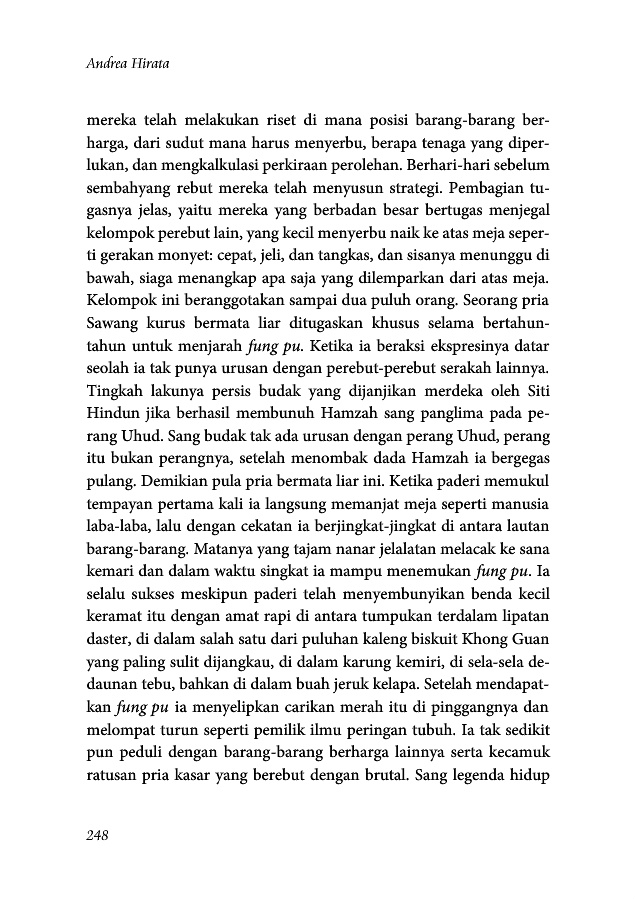 Andrea Hirata
mereka telah melakukan riset di mana posisi barang-barang ber-
harga, dari sudut mana harus menyerbu, berapa tenaga yang diper-
lukan, dan mengkalkulasi perkiraan perolehan. Berhari-hari sebelum
sembahyang rebut mereka telah menyusun strategi. Pembagian tu-
gasnya jelas, yaitu mereka yang berbadan besar bertugas menjegal
kelompok perebut lain, yang kecil menyerbu naik ke atas meja seper-
ti gerakan monyet: cepat, jeli, dan tangkas, dan sisanya menunggu di
bawah, siaga menangkap apa saja yang dilemparkan dari atas meja.
Kelompok ini beranggotakan sampai dua puluh orang. Seorang pria
Sawang kurus bermata liar ditugaskan khusus selama bertahun-
tahun untuk menjarah fung pu. Ketika ia beraksi ekspresinya datar
seolah ia tak punya urusan dengan perebut-perebut serakah lainnya.
Tingkah lakunya persis budak yang dijanjikan merdeka oleh Siti
Hindun jika berhasil membunuh Hamzah sang panglima pada pe-
rang Uhud. Sang budak tak ada urusan dengan perang Uhud, perang
itu bukan perangnya, setelah menombak dada Hamzah ia bergegas
pulang. Demikian pula pria bermata liar ini. Ketika paderi memukul
tempayan pertama kali ia langsung memanjat meja seperti manusia
laba-laba, lalu dengan cekatan ia berjingkat-jingkat di antara lautan
barang-barang. Matanya yang tajam nanar jelalatan melacak ke sana
kemari dan dalam waktu singkat ia mampu menemukan fung pu. Ia
selalu sukses meskipun paderi telah menyembunyikan benda kecil
keramat itu dengan amat rapi di antara tumpukan terdalam lipatan
daster, di dalam salah satu dari puluhan kaleng biskuit Khong Guan
yang paling sulit dijangkau, di dalam karung kemiri, di sela-sela de-
daunan tebu, bahkan di dalam buah jeruk kelapa. Setelah mendapat-
kan fung pu ia menyelipkan carikan merah itu di pinggangnya dan
melompat turun seperti pemilik ilmu peringan tubuh. Ia tak sedikit
pun peduli dengan barang-barang berharga lainnya serta kecamuk
ratusan pria kasar yang berebut dengan brutal. Sang legenda hidup
248